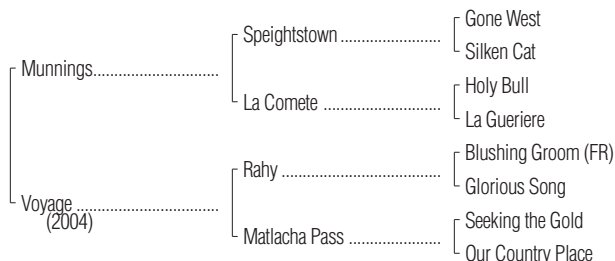 Gone West
Speightstown
Silken Cat
Munnings
Holy Bull
La Comete
La Gueriere
Blushing Groom (FR)
Rahy
Glorious Song
Voyage
(2004)
Seeking the Gold
Matlacha Pass
Our Country Place